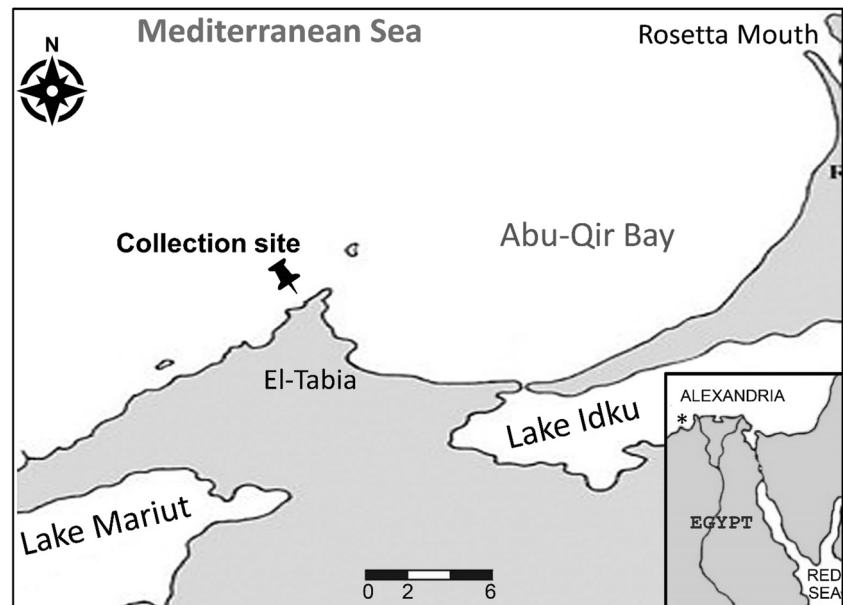 Mediterranean Sea
Rosetta Mouth
N
R
Abu-Qir Bay
Collection site
El-Tabia
Lake Idku
Lake Mariut
ALEXANDRIA
*
EGYPT
RED
SEA
0 2 6